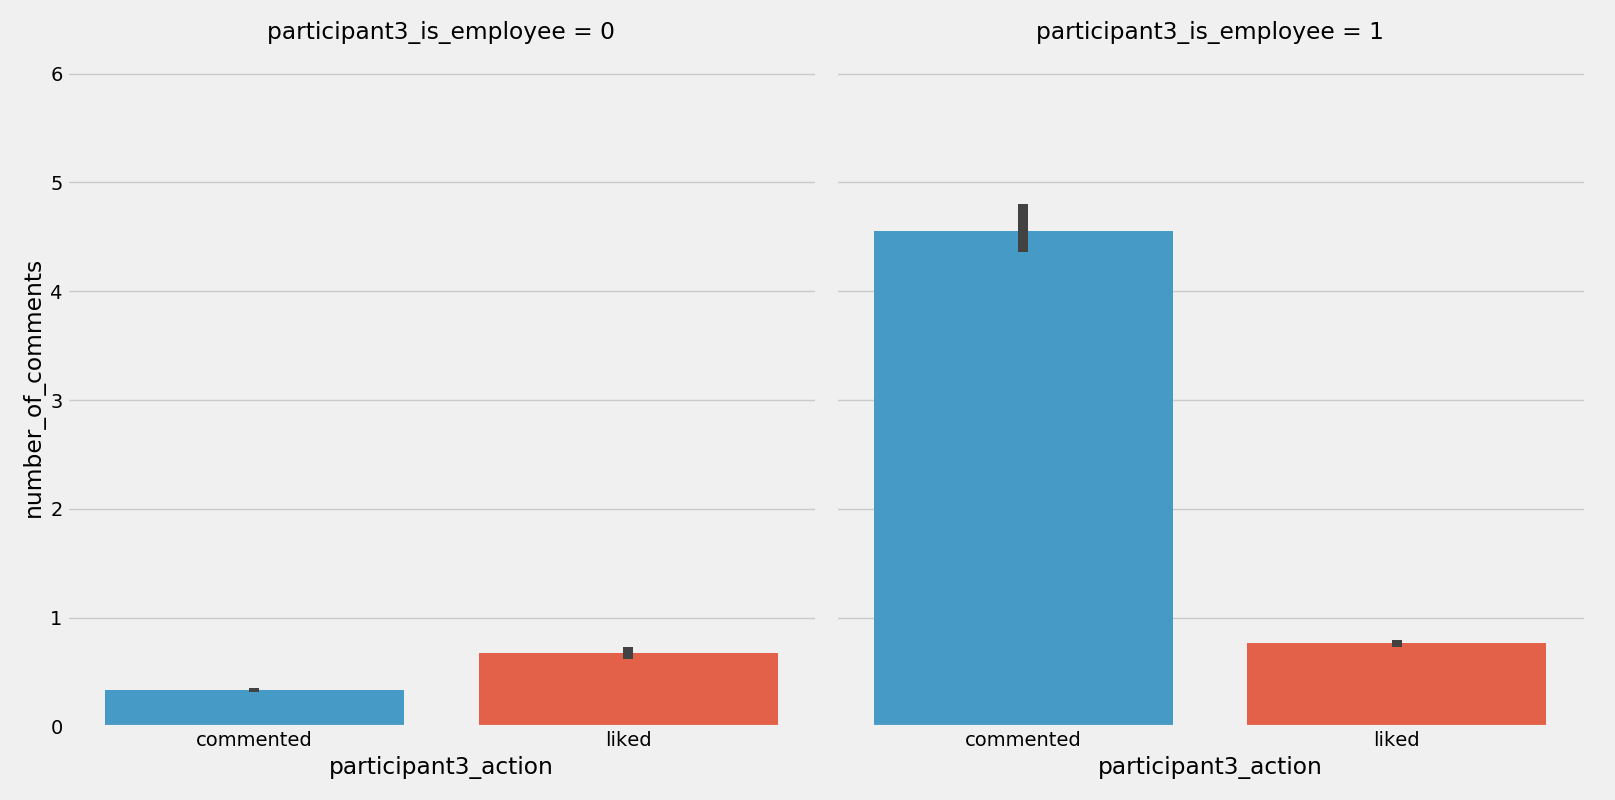 participant3_is_employee = 0
participant3_is_employee = 1
number_of_comments
6
5
4
3
2
1
0
commented
liked
commented
liked
participant3_action
participant3_action